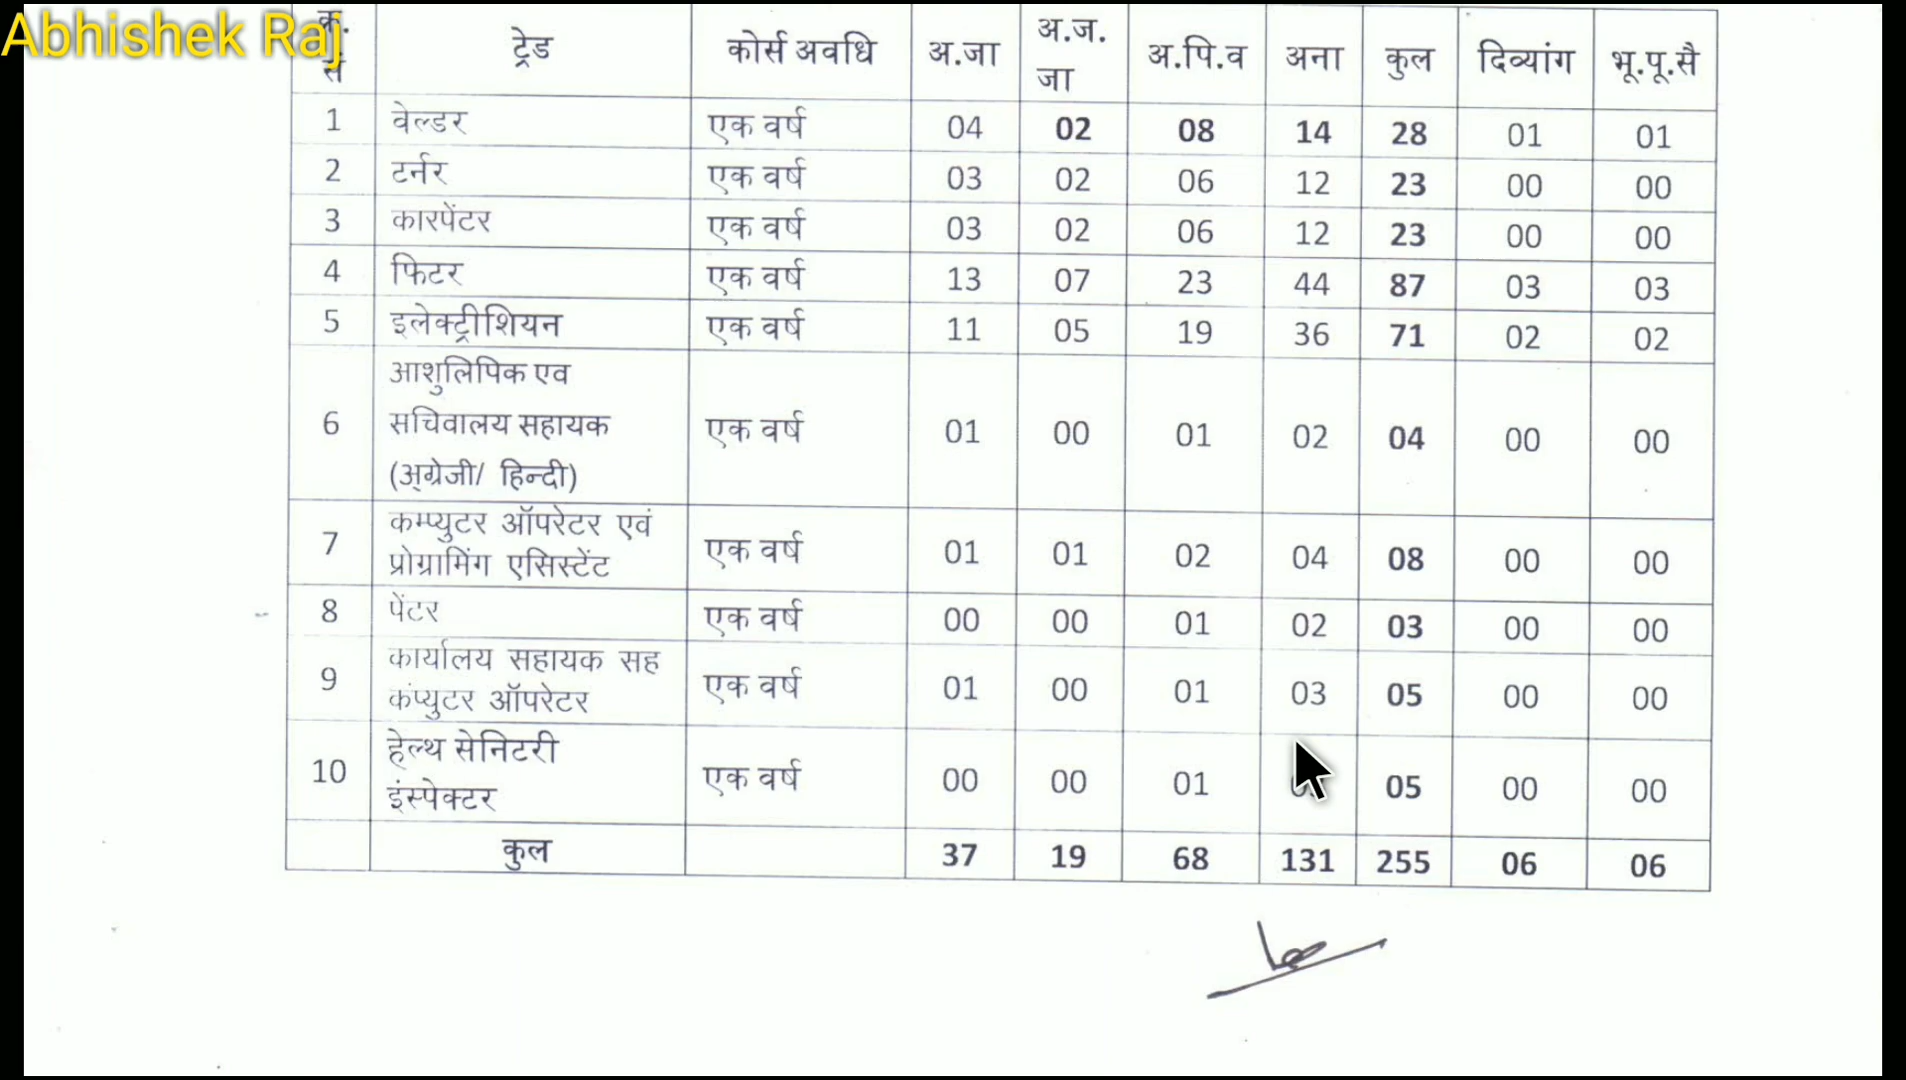 Abhishek Raj
क्र. स ट्रेड कोर्स अवधि अ.जा अ.ज.जा अ.पि.व अना कुल दिव्यांग भू.पू.सै
1 वेल्डर एक वर्ष 04 02 08 14 28 01 01
2 टर्नर एक वर्ष 03 02 06 12 23 00 00
3 कारपेंटर एक वर्ष 03 02 06 12 23 00 00
4 फिटर एक वर्ष 13 07 23 44 87 03 03
5 इलेक्ट्रीशियन एक वर्ष 11 05 19 36 71 02 02
6 आशुलिपिक एव
सचिवालय सहायक एक वर्ष 01 00 01 02 04 00 00
(अ्ग्रेजी/ हिन्दी)
7 कम्प्युटर ऑपरेटर एवं
प्रोग्रामिंग एसिस्टेंट एक वर्ष 01 01 02 04 08 00 00
8 पेंटर एक वर्ष 00 00 01 02 03 00 00
9 कार्यालय सहायक सह
कंप्युटर ऑपरेटर एक वर्ष 01 00 01 03 05 00 00
10 हेल्थ सेनिटरी
इंस्पेक्टर एक वर्ष 00 00 01 05 00 00
कुल 37 19 68 131 255 06 06